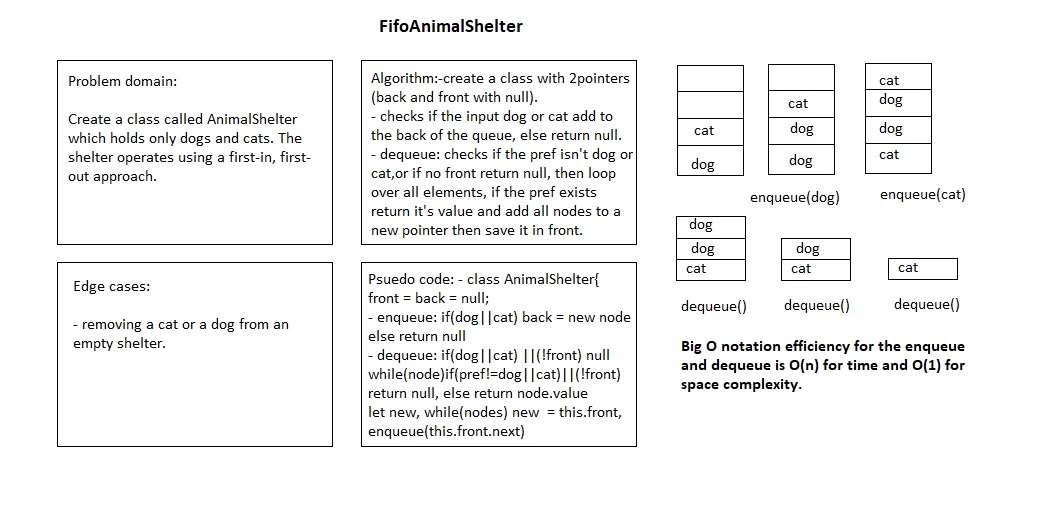 FifoAnimalShelter
Problem domain:
Create a class called AnimalShelter
which holds only dogs and cats. The
shelter operates using a first-in, first-
out approach.
Algorithm:-create a class with 2pointers
(back and front with null).
- checks if the input dog or cat add to
the back of the queue, else return null.
- dequeue: checks if the pref isn't dog or
cat,or if no front return null, then loop
over all elements, if the pref exists
return it's value and add all nodes to a
new pointer then save it in front.
cat
dog
cat
dog
dog
cat
dog
dog
cat
enqueue(dog)
enqueue(cat)
Edge cases:
- removing a cat or a dog from an
empty shelter.
Psuedo code: - class AnimalShelter{
front = back = null;
- enqueue: if(dog||cat) back = new node
else return null
- dequeue: if(dog||cat) ||(!front) null
while(node)if(pref!=dog||cat)||(!front)
return null, else return node.value
let new, while(nodes) new  = this.front,
enqueue(this.front.next)
dog
dog
cat
dog
cat
cat
dequeue()
dequeue()
dequeue()
Big O notation efficiency for the enqueue
and dequeue is O(n) for time and O(1) for
space complexity.